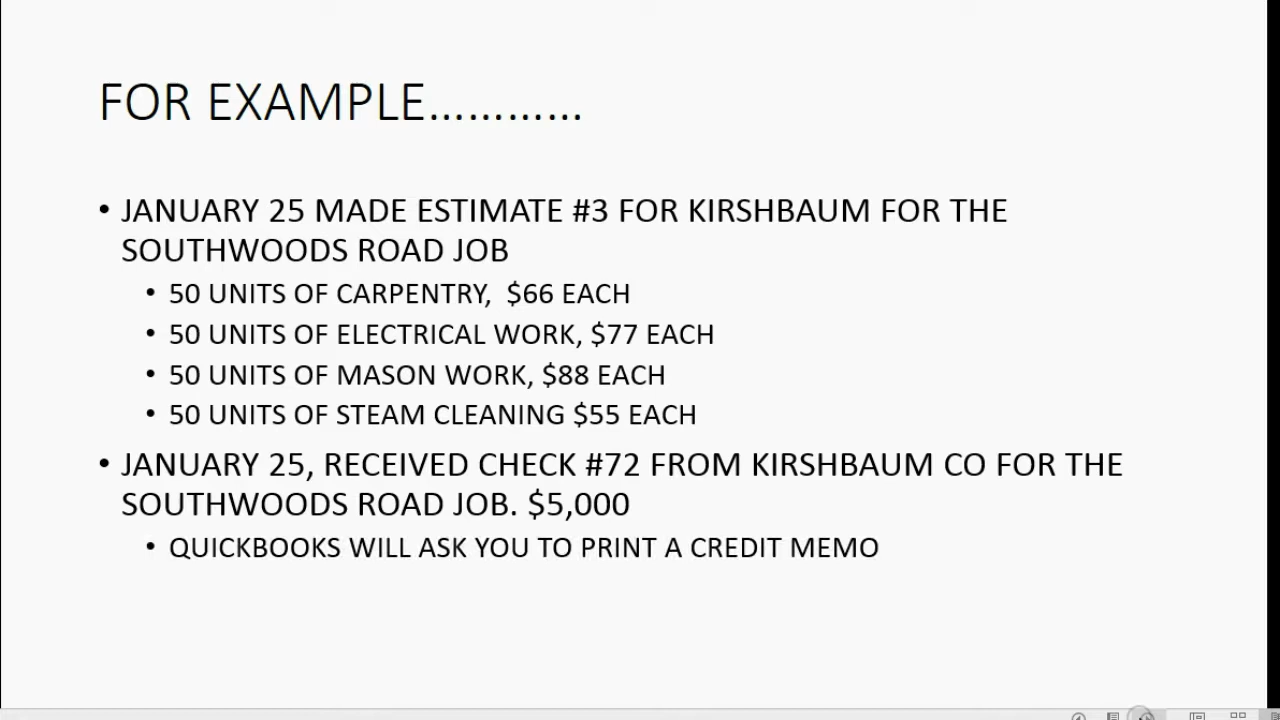 FOR EXAMPLE............
• JANUARY 25 MADE ESTIMATE #3 FOR KIRSHBAUM FOR THE
SOUTHWOODS ROAD JOB
• 50 UNITS OF CARPENTRY,  $66 EACH
• 50 UNITS OF ELECTRICAL WORK, $77 EACH
• 50 UNITS OF MASON WORK, $88 EACH
• 50 UNITS OF STEAM CLEANING $55 EACH
• JANUARY 25, RECEIVED CHECK #72 FROM KIRSHBAUM CO FOR THE
SOUTHWOODS ROAD JOB. $5,000
• QUICKBOOKS WILL ASK YOU TO PRINT A CREDIT MEMO